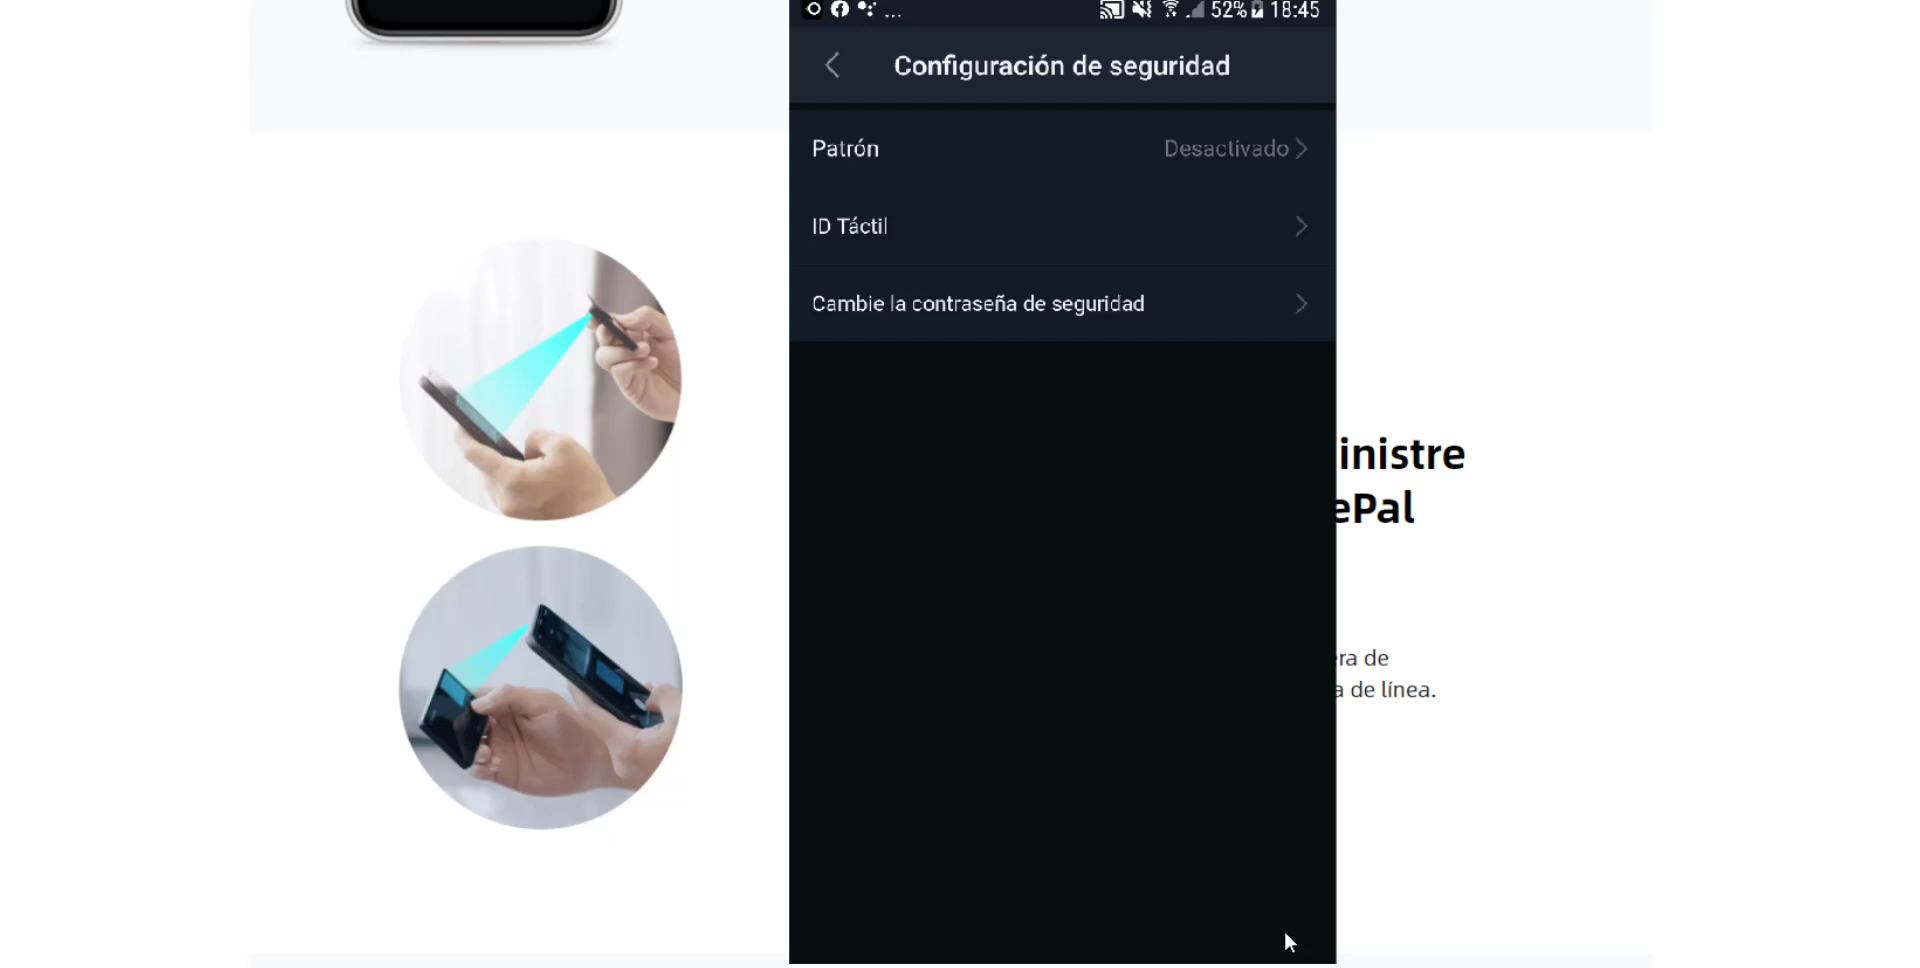 ... 52% 18:45
Configuración de seguridad
Patrón Desactivado
ID Táctil
Cambie la contraseña de seguridad
inistre
ePal
ra de
a de línea.